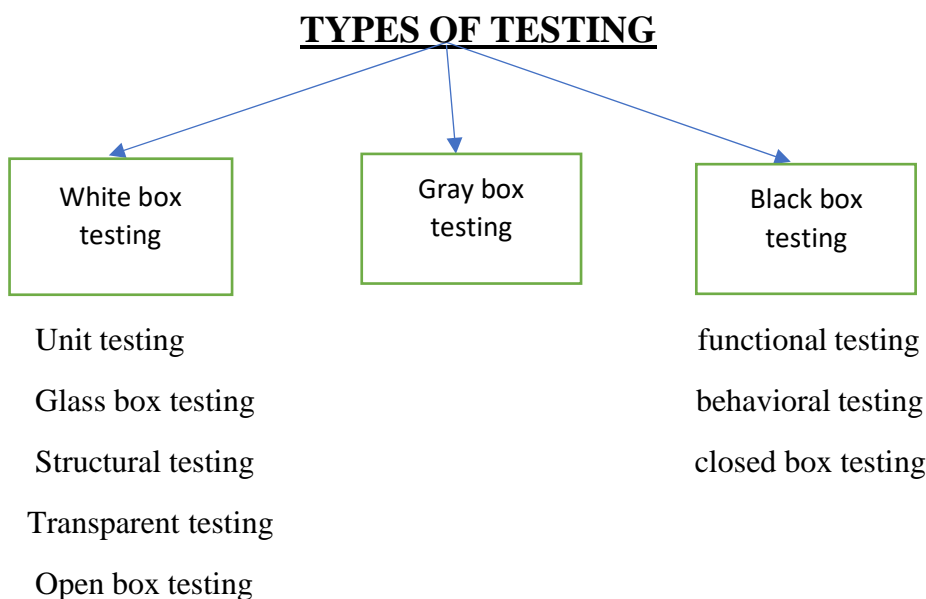 TYPES OF TESTING
White box
testing
Gray box
testing
Black box
testing
Unit testing
Glass box testing
Structural testing
Transparent testing
Open box testing
functional testing
behavioral testing
closed box testing